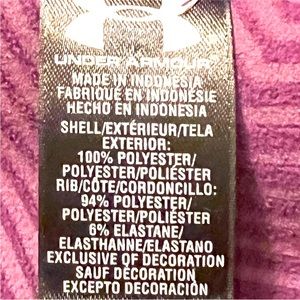 UNDER ARMOUR
MADE IN INDONESIA
FABRIQUÉ EN INDONÉSIE
HECHO EN INDONESIA
SHELL/EXTÉRIEUR/TELA
EXTERIOR:
100% POLYESTER/
POLYESTER/POLIÉSTER
RIB/CÔTE/CORDONCILLO:
94% POLYESTER/
POLYESTER/POLIÉSTER
6% ELASTANE/
ELASTHANNE/ELASTANO
EXCLUSIVE OF DECORATION
SAUF DÉCORATION
EXCEPTO DECORACIÓN